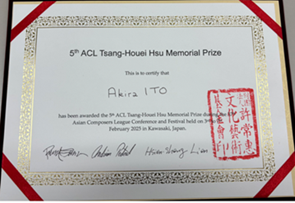 5th ACL Tsang-Houei Hsu Memorial Prize
This is to certify that
Akira ITO
has been awarded the 5th ACL Tsang-Houei Hsu Memorial Prize during the
Asian Composers League Conference and Festival held on
February 2025 in Kawasaki, Japan.